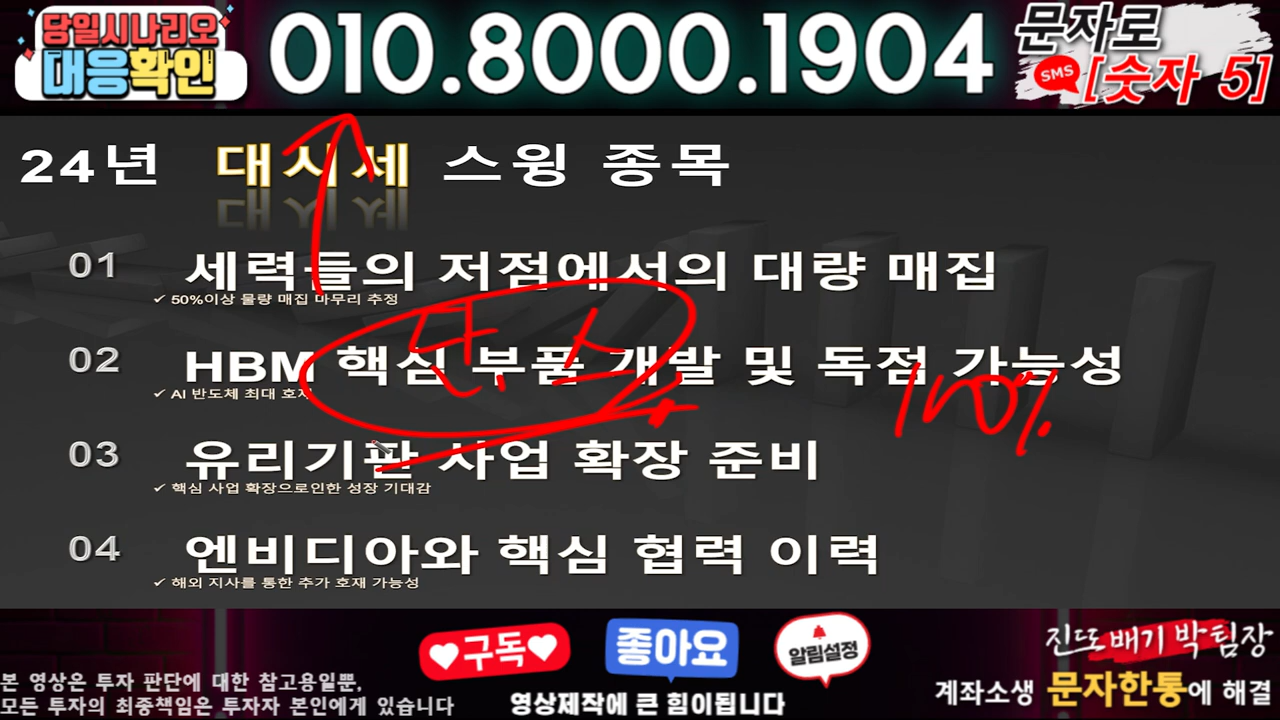 당일시나리오
대응확인
010.8000.1904
문자로
SMS
[숫자 5]
24년 대시세 스윙 종목
01 세력들의 저점에서의 대량 매집
✓ 50%이상 물량 매집 마무리 추정
02 HBM 핵심 부품 개발 및 독점 가능성
✓ AI 반도체 최대 호재
100%
03 유리기판 사업 확장 준비
✓ 핵심 사업 확장으로인한 성장 기대감
04 엔비디아와 핵심 협력 이력
✓ 해외 지사를 통한 추가 호재 가능성
구독
좋아요
알림설정
진또배기 박팀장
본 영상은 투자 판단에 대한 참고용일뿐,
모든 투자의 최종책임은 투자자 본인에게 있습니다
영상제작에 큰 힘이됩니다
계좌소생 문자한통에 해결